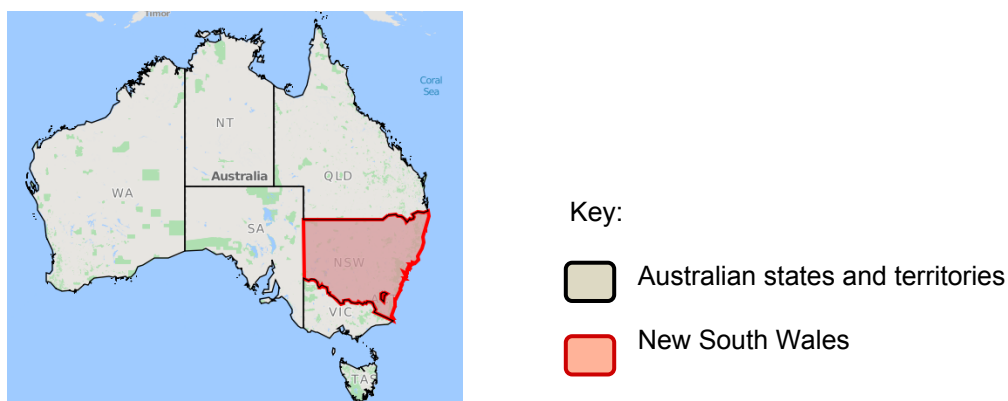 Timor
Coral
Sea
NT
Australia
QLD
WA
SA
NSW
VIC
TAS
Key:
Australian states and territories
New South Wales